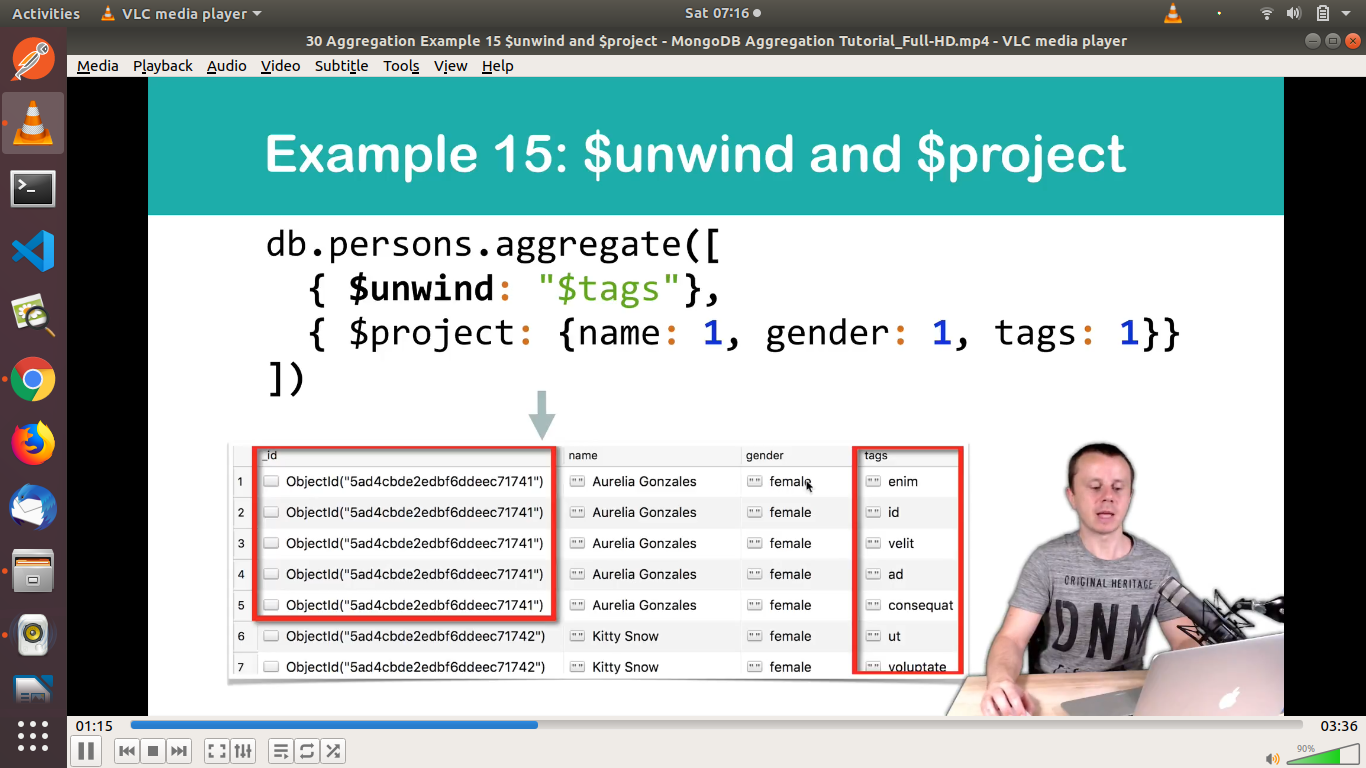 Activities VLC media player Sat 07:16
30 Aggregation Example 15 $unwind and $project - MongoDB Aggregation Tutorial_Full-HD.mp4 - VLC media player
Media Playback Audio Video Subtitle Tools View Help
Example 15: $unwind and $project
db.persons.aggregate([
{ $unwind: "$tags"},
{ $project: {name: 1, gender: 1, tags: 1}}
])
_id name gender tags
1 ObjectId("5ad4cbde2edbf6ddeec71741") "" Aurelia Gonzales "" female "" enim
2 ObjectId("5ad4cbde2edbf6ddeec71741") "" Aurelia Gonzales "" female "" id
3 ObjectId("5ad4cbde2edbf6ddeec71741") "" Aurelia Gonzales "" female "" velit
4 ObjectId("5ad4cbde2edbf6ddeec71741") "" Aurelia Gonzales "" female "" ad
5 ObjectId("5ad4cbde2edbf6ddeec71741") "" Aurelia Gonzales "" female "" consequat
6 ObjectId("5ad4cbde2edbf6ddeec71742") "" Kitty Snow "" female "" ut
7 ObjectId("5ad4cbde2edbf6ddeec71742") "" Kitty Snow "" female "" voluptate
ORIGINAL HERITAGE
DNM
01:15 03:36
90%